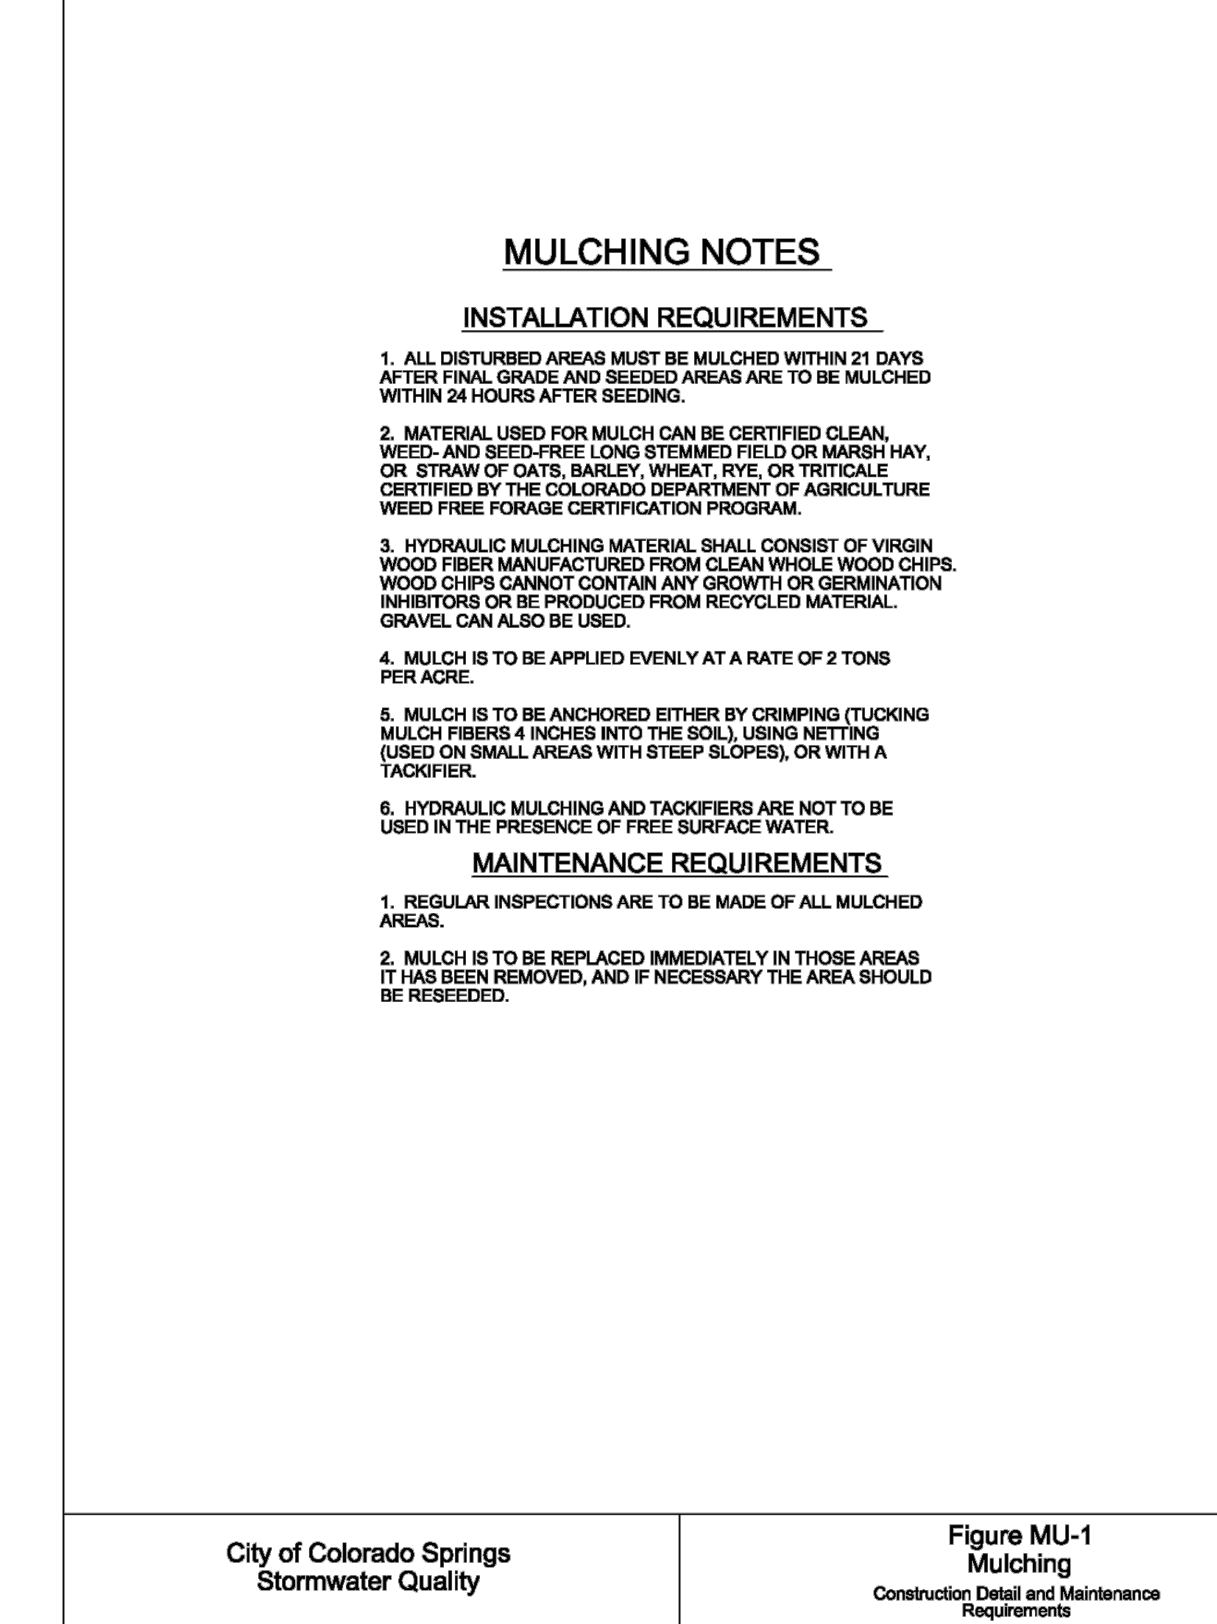 MULCHING NOTES
INSTALLATION REQUIREMENTS
1. ALL DISTURBED AREAS MUST BE MULCHED WITHIN 21 DAYS
AFTER FINAL GRADE AND SEEDED AREAS ARE TO BE MULCHED
WITHIN 24 HOURS AFTER SEEDING.
2. MATERIAL USED FOR MULCH CAN BE CERTIFIED CLEAN,
WEED- AND SEED-FREE LONG STEMMED FIELD OR MARSH HAY,
OR STRAW OF OATS, BARLEY, WHEAT, RYE, OR TRITICALE
CERTIFIED BY THE COLORADO DEPARTMENT OF AGRICULTURE
WEED FREE FORAGE CERTIFICATION PROGRAM.
3. HYDRAULIC MULCHING MATERIAL SHALL CONSIST OF VIRGIN
WOOD FIBER MANUFACTURED FROM CLEAN WHOLE WOOD CHIPS.
WOOD CHIPS CANNOT CONTAIN ANY GROWTH OR GERMINATION
INHIBITORS OR BE PRODUCED FROM RECYCLED MATERIAL.
GRAVEL CAN ALSO BE USED.
4. MULCH IS TO BE APPLIED EVENLY AT A RATE OF 2 TONS
PER ACRE.
5. MULCH IS TO BE ANCHORED EITHER BY CRIMPING (TUCKING
MULCH FIBERS 4 INCHES INTO THE SOIL), USING NETTING
(USED ON SMALL AREAS WITH STEEP SLOPES), OR WITH A
TACKIFIER.
6. HYDRAULIC MULCHING AND TACKIFIERS ARE NOT TO BE
USED IN THE PRESENCE OF FREE SURFACE WATER.
MAINTENANCE REQUIREMENTS
1. REGULAR INSPECTIONS ARE TO BE MADE OF ALL MULCHED
AREAS.
2. MULCH IS TO BE REPLACED IMMEDIATELY IN THOSE AREAS
IT HAS BEEN REMOVED, AND IF NECESSARY THE AREA SHOULD
BE RESEEDED.
City of Colorado Springs
Stormwater Quality
Figure MU-1
Mulching
Construction Detail and Maintenance
Requirements